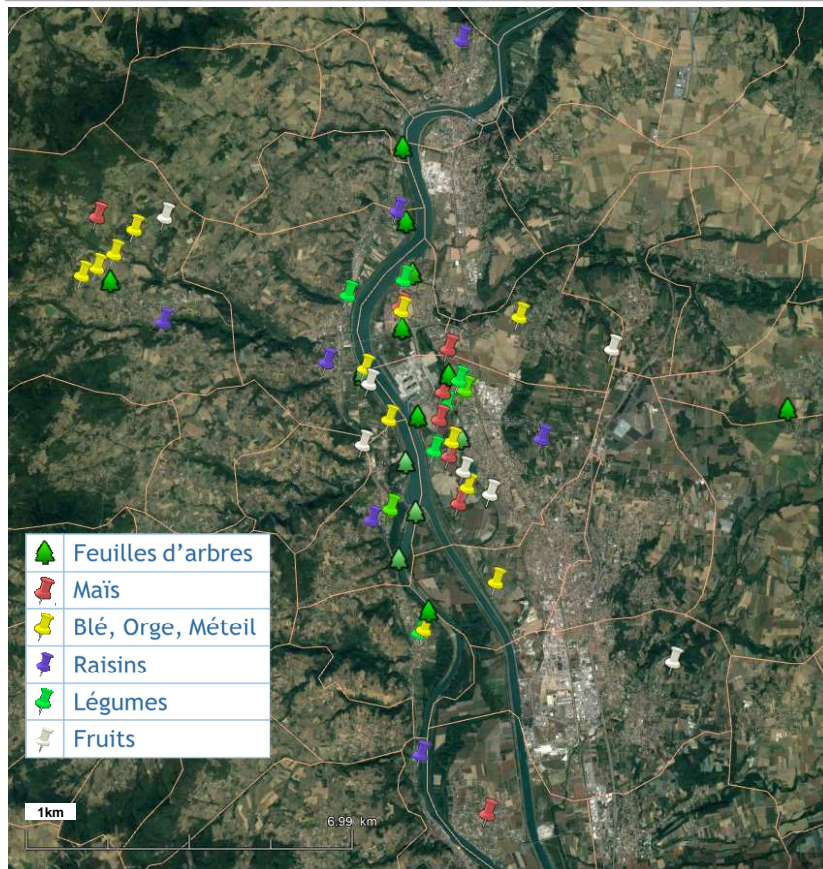 Feuilles d'arbres
Maïs
Blé, Orge, Méteil
Raisins
Légumes
Fruits
1km
6.99 km